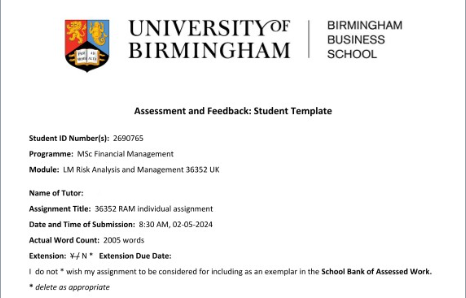 UNIVERSITY OF
BIRMINGHAM
BIRMINGHAM
BUSINESS
SCHOOL
Assessment and Feedback: Student Template
Student ID Number(s): 2690765
Programme: MSc Financial Management
Module: LM Risk Analysis and Management 36352 UK
Name of Tutor:
Assignment Title: 36352 RAM individual assignment
Date and Time of Submission: 8:30 AM, 02-05-2024
Actual Word Count: 2005 words
Extension: Y / N * Extension Due Date:
I do not * wish my assignment to be considered for including as an exemplar in the School Bank of Assessed Work.
* delete as appropriate